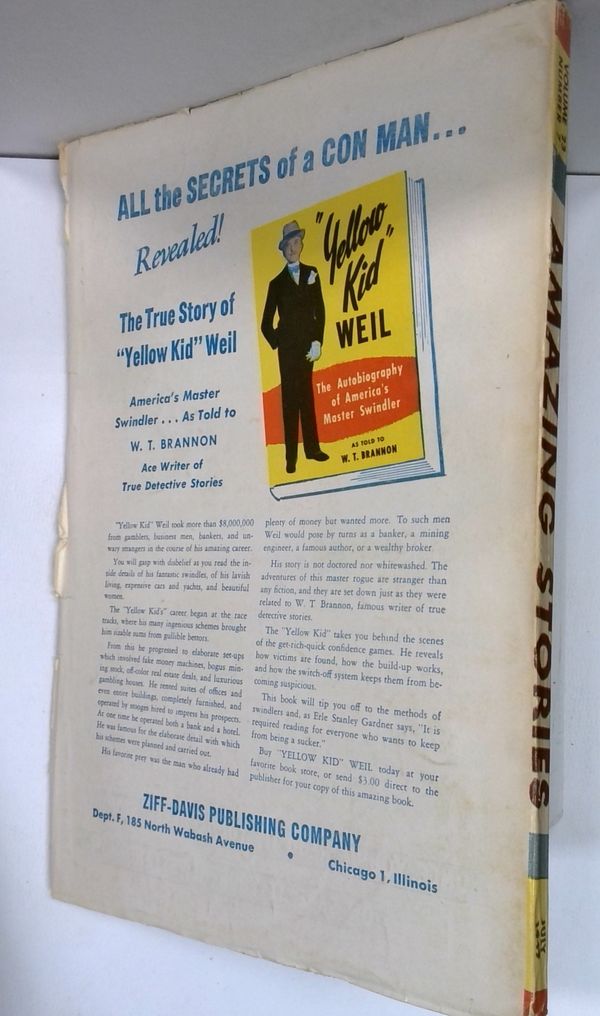 ALL the SECRETS of a CON MAN...
Revealed!
The True Story of
"Yellow Kid" Weil
America's Master
Swindler . . . As Told to
W. T. BRANNON
Ace Writer of
True Detective Stories
"Yellow
Kid"
WEIL
The Autobiography
of America's
Master Swindler
AS TOLD TO
W. T. BRANNON
"Yellow Kid" Weil took more than $8,000,000
from gamblers, business men, bankers, and un-
wary strangers in the course of his amazing career.
You will gasp with disbelief as you read the in-
side details of his fantastic swindles, of his lavish
living, expensive cars and yachts, and beautiful
women.
The "Yellow Kid's" career began at the race
tracks, where his many ingenious schemes brought
him sizable sums from gullible bettors.
From this he progressed to elaborate set-ups
which involved fake money machines, bogus min-
ing stock, off-color real estate deals, and luxurious
gambling houses. He rented suites of offices and
even entire buildings, completely furnished, and
operated by stooges hired to impress his prospects.
At one time he operated both a bank and a hotel.
He was famous for the elaborate detail with which
his schemes were planned and carried out.
His favorite prey was the man who already had
plenty of money but wanted more. To such men
Weil would pose by turns as a banker, a mining
engineer, a famous author, or a wealthy broker.
His story is not doctored nor whitewashed. The
adventures of this master rogue are stranger than
any fiction, and they are set down just as they were
related to W. T. Brannon, famous writer of true
detective stories.
The "Yellow Kid" takes you behind the scenes
of the get-rich-quick confidence games. He reveals
how victims are found, how the build-up works,
and how the switch-off system keeps them from be-
coming suspicious.
This book will tip you off to the methods of
swindlers and, as Erle Stanley Gardner says, "It is
required reading for everyone who wants to keep
from being a sucker."
Buy "YELLOW KID" WEIL today at your
favorite book store, or send $3.00 direct to the
publisher for your copy of this amazing book.
ZIFF-DAVIS PUBLISHING COMPANY
Dept. F, 185 North Wabash Avenue • Chicago 1, Illinois
VOLUME
NUMBER
AMAZING STORIES
JULY